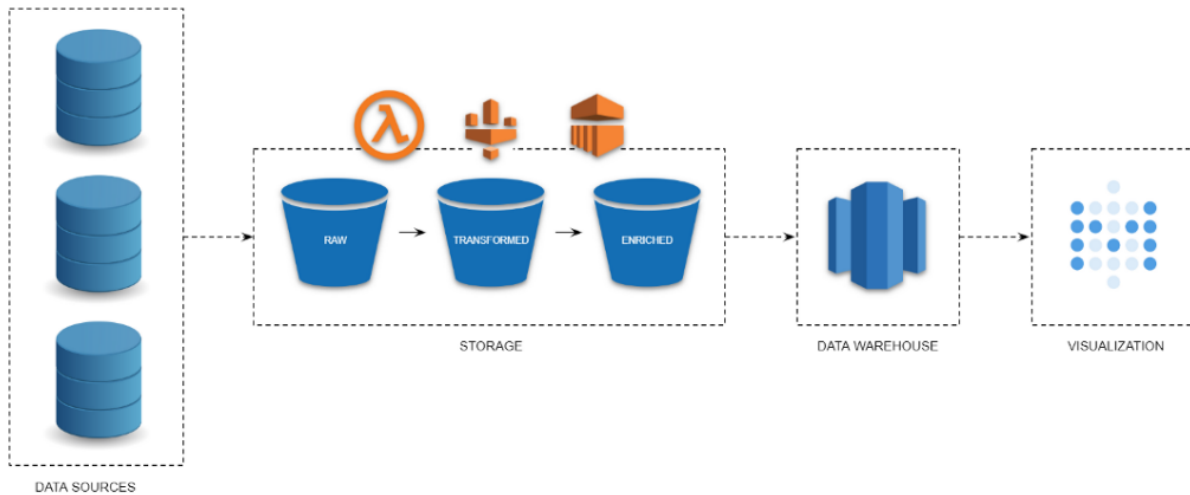 RAW
TRANSFORMED
ENRICHED
STORAGE
DATA WAREHOUSE
VISUALIZATION
DATA SOURCES